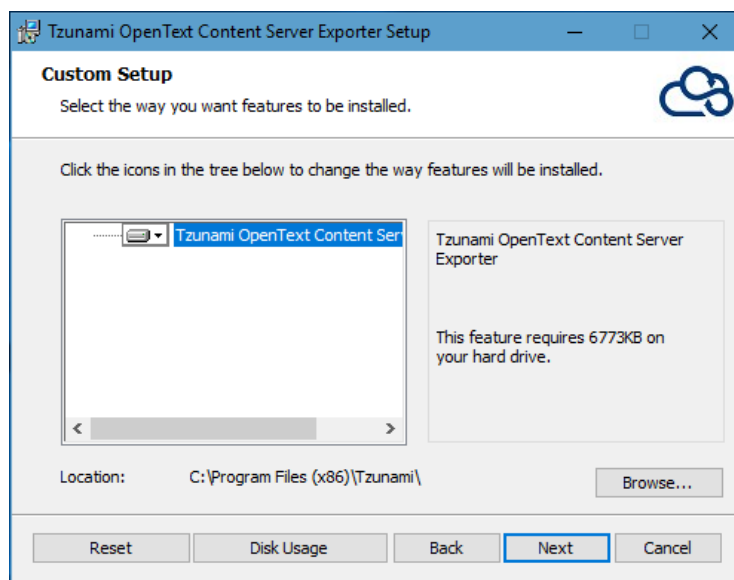 Tzunami OpenText Content Server Exporter Setup
Custom Setup
Select the way you want features to be installed.
Click the icons in the tree below to change the way features will be installed.
Tzunami OpenText Content Ser
Tzunami OpenText Content Server
Exporter
This feature requires 6773KB on
your hard drive.
Location: C:\Program Files (x86)\Tzunami\
Browse...
Reset Disk Usage Back Next Cancel